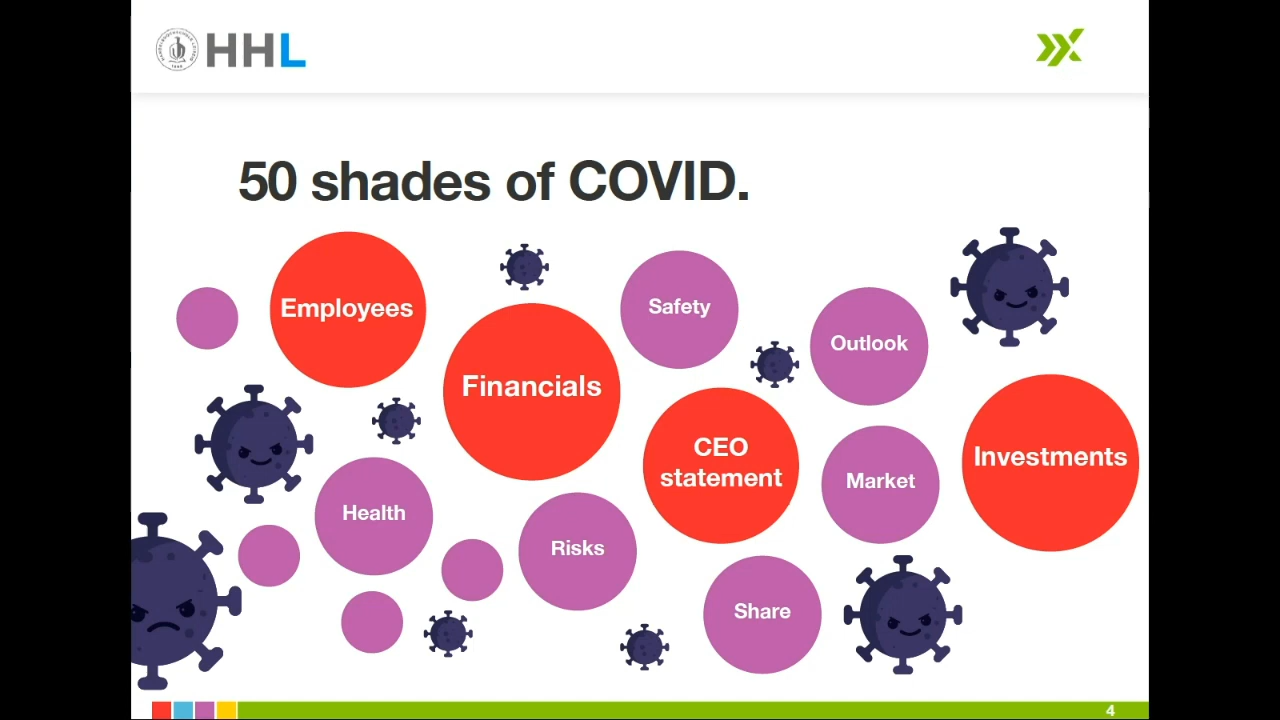 HHL
50 shades of COVID.
Employees
Safety
Outlook
Financials
CEO
statement
Investments
Market
Health
Risks
Share
4